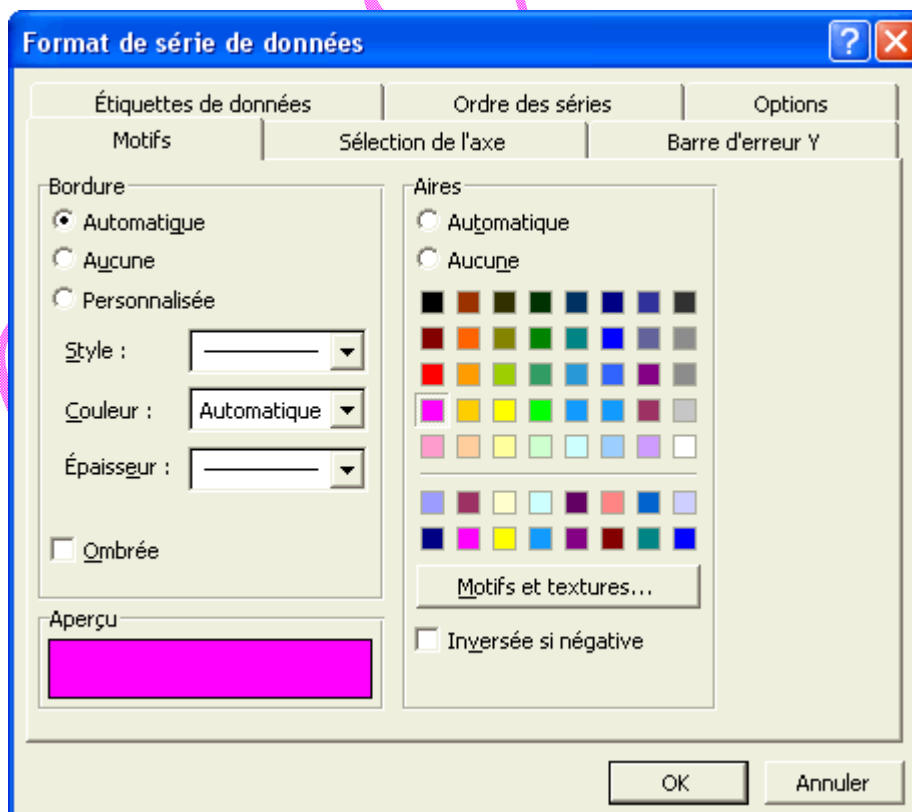 Format de série de données
Étiquettes de données Ordre des séries Options
Motifs Sélection de l'axe Barre d'erreur Y
Bordure
Automatique
Aucune
Personnalisée
Style :
Couleur : Automatique
Épaisseur :
Ombrée
Aperçu
Aires
Automatique
Aucune
Motifs et textures...
Inversée si négative
OK Annuler